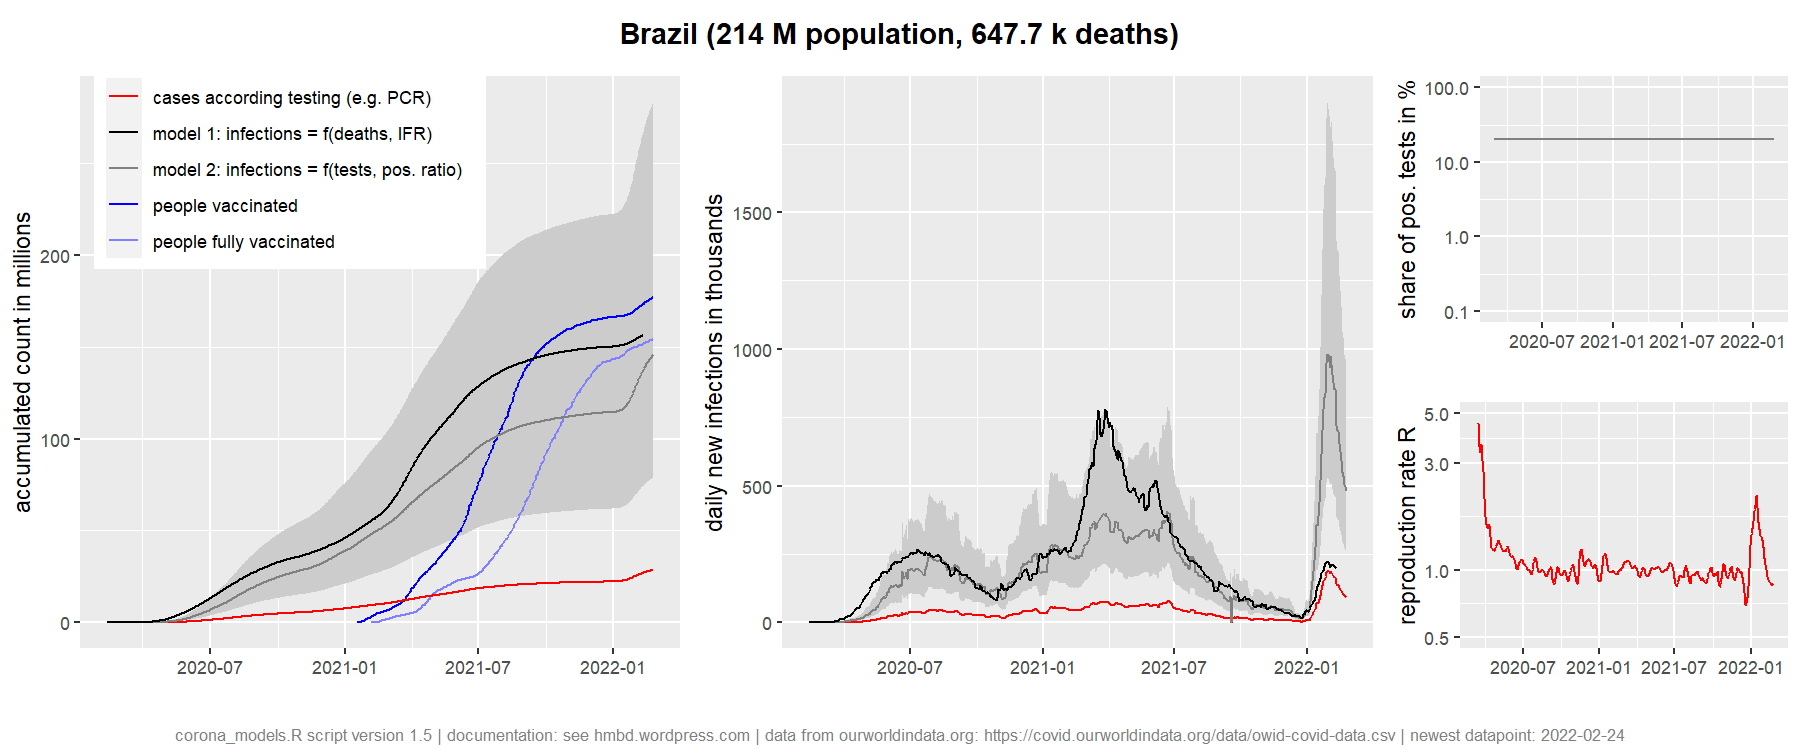 Brazil (214 M population, 647.7 k deaths)
accumulated count in millions
200
100
0
2020-07
2021-01
2021-07
2022-01
cases according testing (e.g. PCR)
model 1: infections = f(deaths, IFR)
model 2: infections = f(tests, pos. ratio)
people vaccinated
people fully vaccinated
daily new infections in thousands
1500
1000
500
0
2020-07
2021-01
2021-07
2022-01
share of pos. tests in %
100.0
10.0
1.0
0.1
2020-07
2021-01
2021-07
2022-01
reproduction rate R
5.0
3.0
1.0
0.5
2020-07
2021-01
2021-07
2022-01
corona_models.R script version 1.5 | documentation: see hmbd.wordpress.com | data from ourworldindata.org: https://covid.ourworldindata.org/data/owid-covid-data.csv | newest datapoint: 2022-02-24